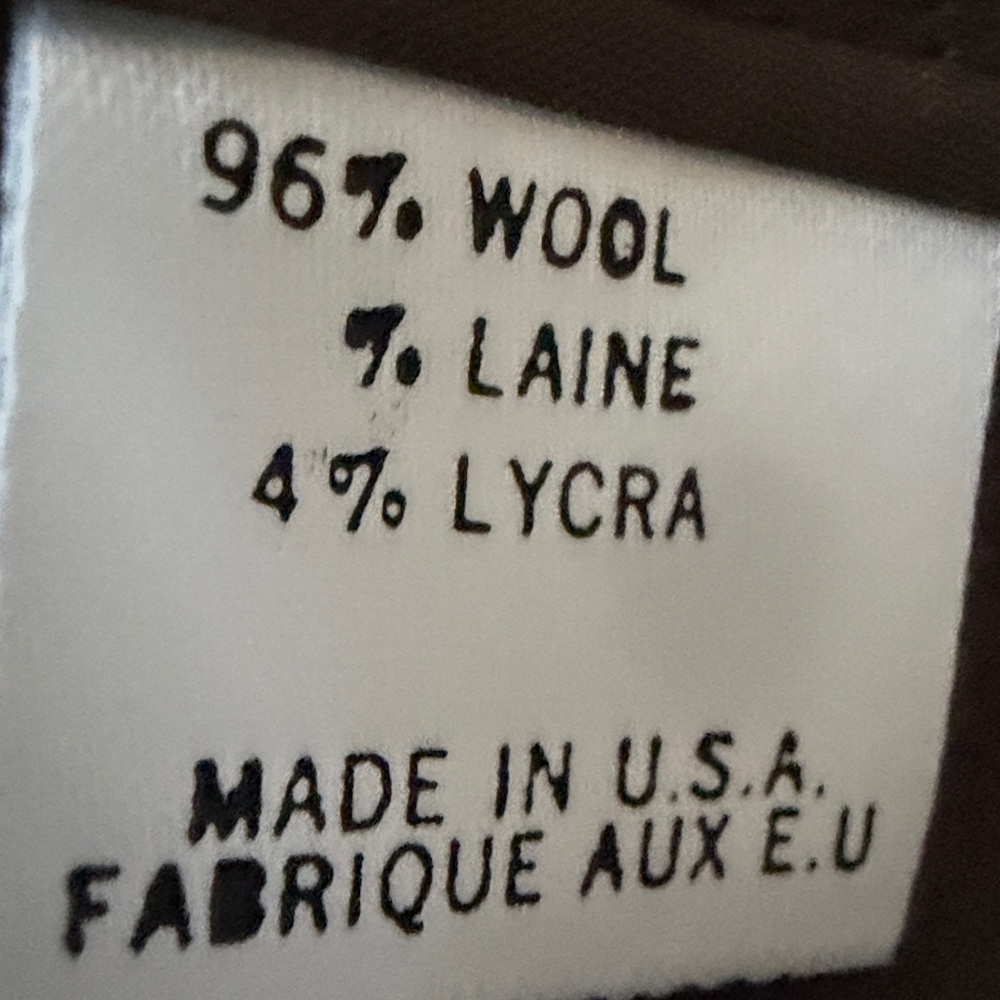 96% WOOL
% LAINE
4% LYCRA
MADE IN U.S.A.
FABRIQUE AUX E.U